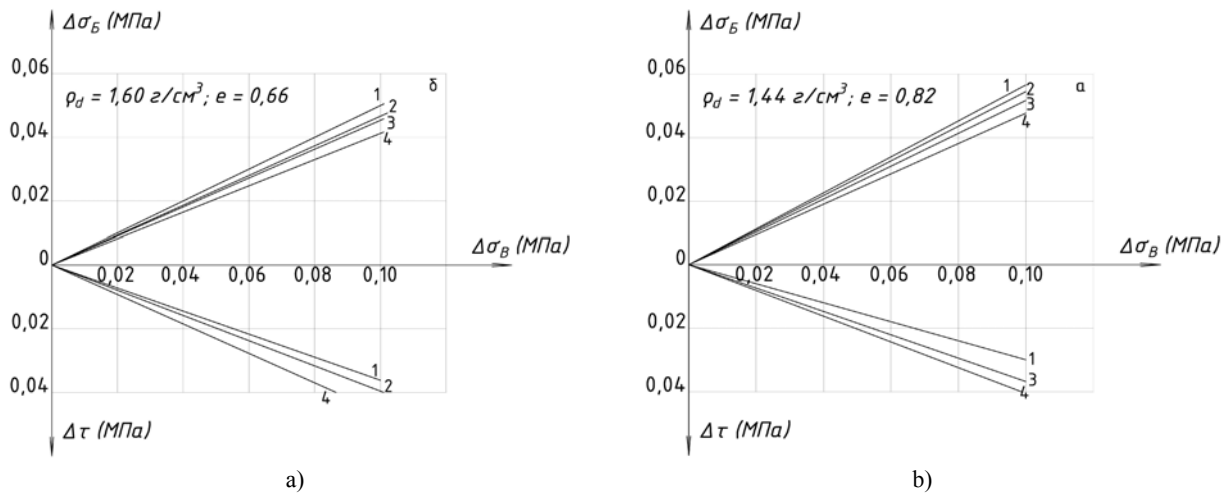 Δσ_Б (МПа)
0,06
ρ_d = 1,60 г/см³; e = 0,66
б
1
2
3
4
0,04
0,02
0
Δσ_В (МПа)
0,02 0,04 0,06 0,08 0,10
0,02
1
2
4
0,04
Δτ (МПа)
a)
Δσ_Б (МПа)
0,06
ρ_d = 1,44 г/см³; e = 0,82
а
1
2
3
4
0,04
0,02
0
Δσ_В (МПа)
0,02 0,04 0,06 0,08 0,10
0,02
1
3
4
0,04
Δτ (МПа)
b)